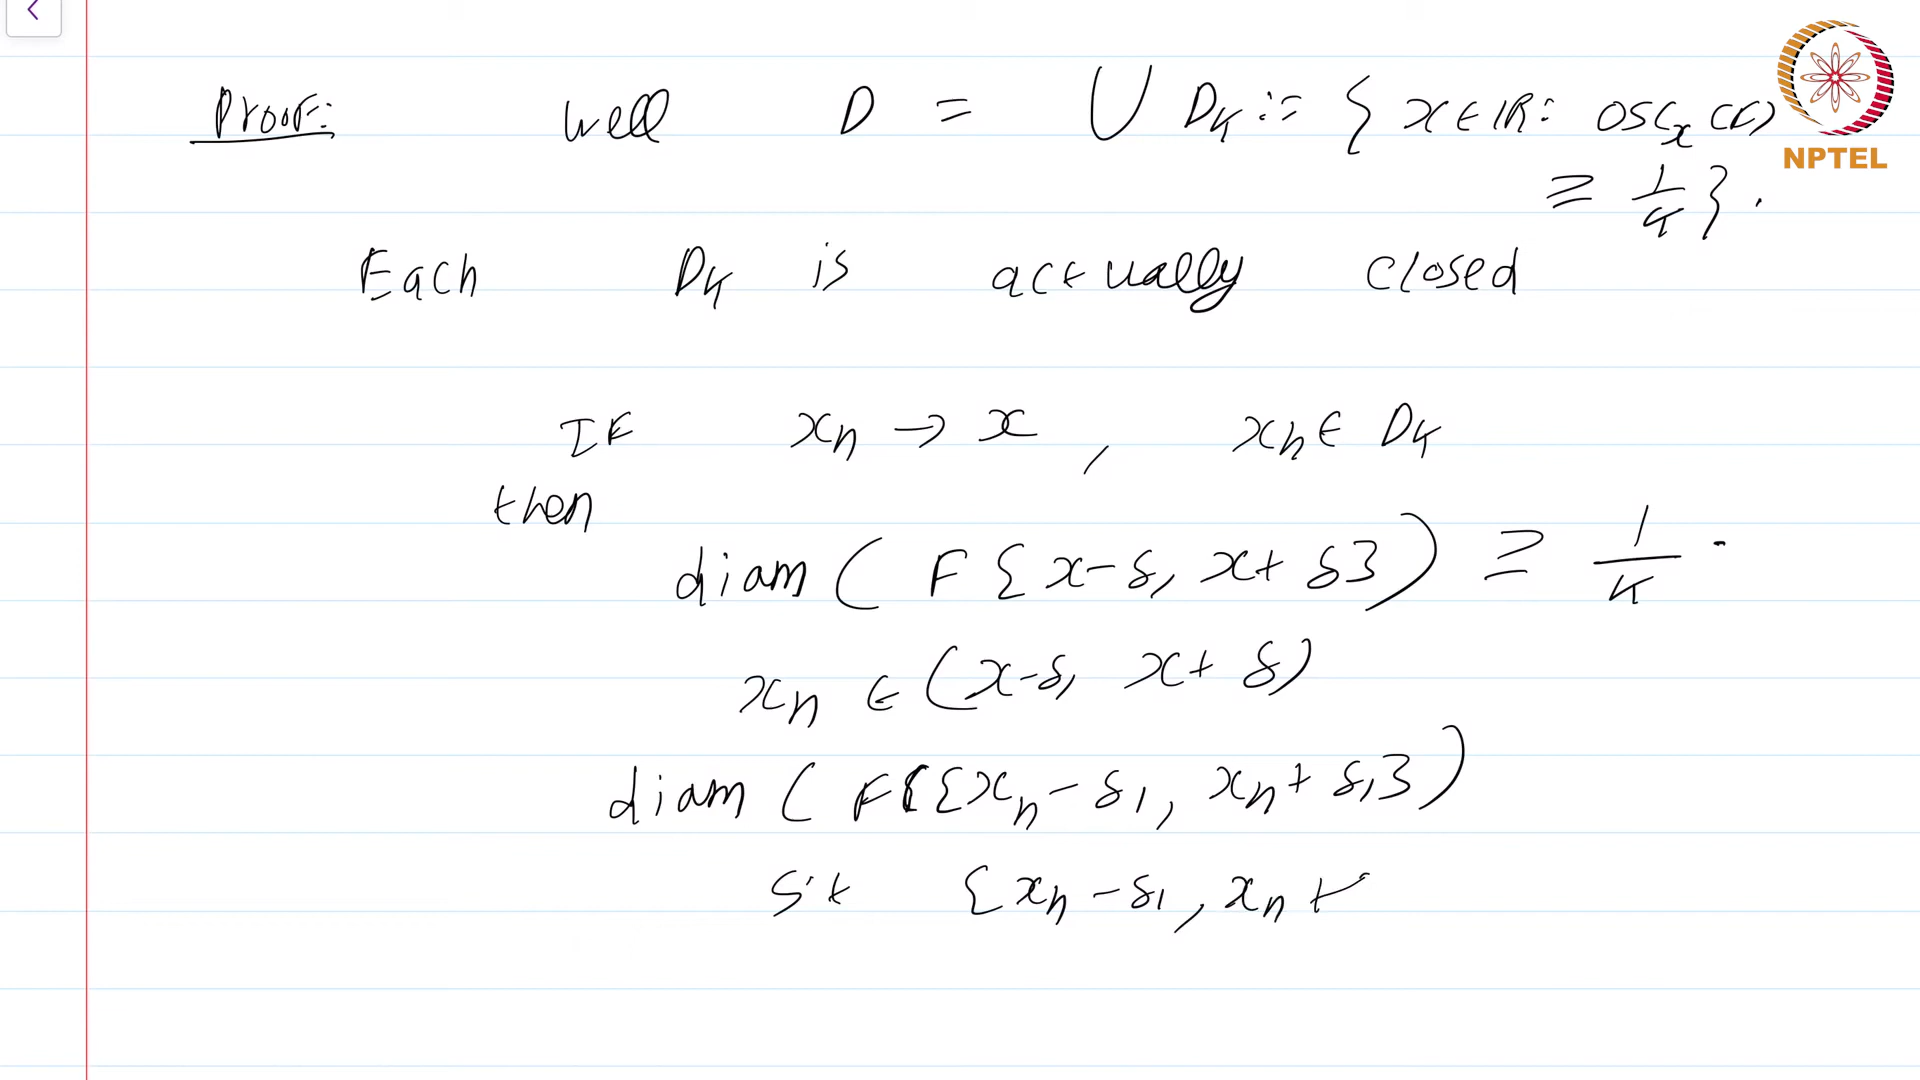 Proof: Well D = ⋃ D_k := { x ∈ ℝ : osc_x (F)
≥ 1/k } .
NPTEL
Each D_k is actually closed
IF x_n → x , x_n ∈ D_k
then
diam ( F { x-δ, x+δ } ) ≥ 1/k .
x_n ∈ (x-δ, x+δ)
diam ( F({x_n - δ_1, x_n + δ_1} )
s.t {x_n - δ_1, x_n +